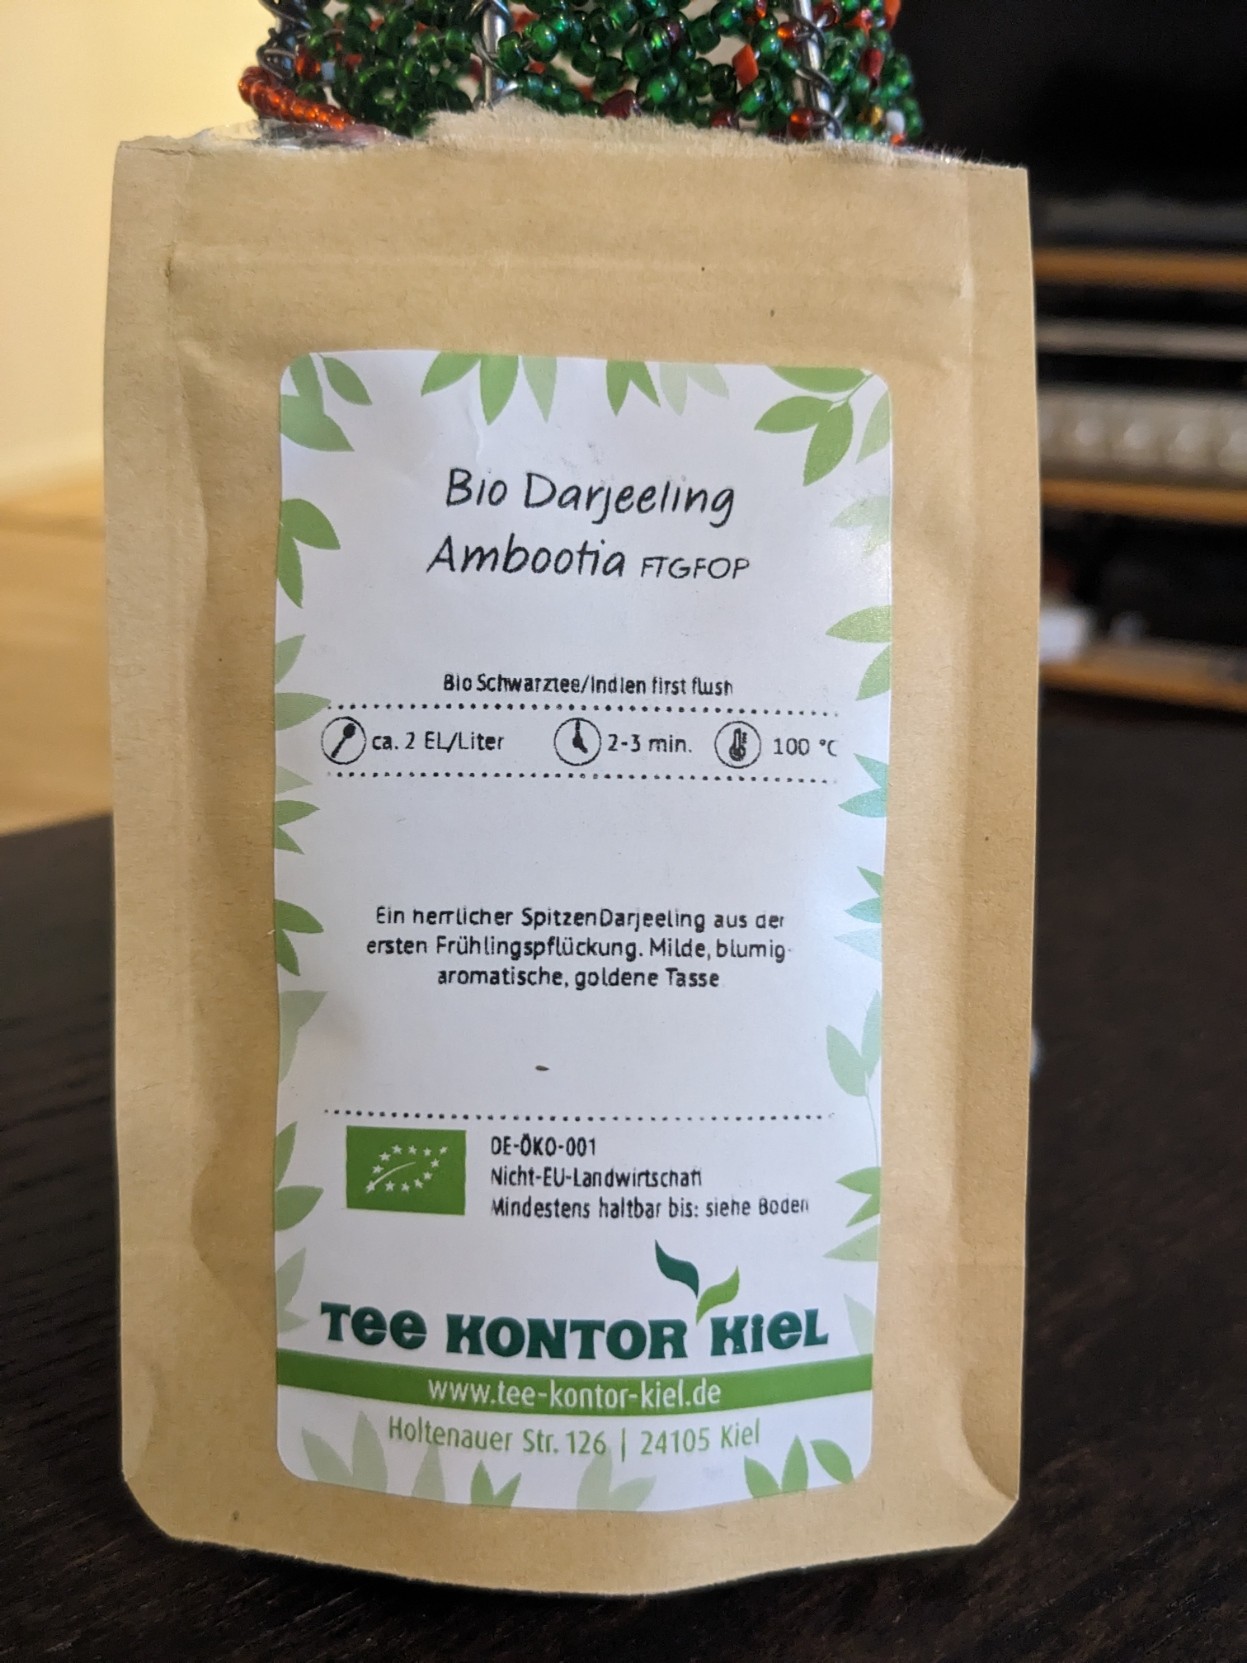 Bio Darjeeling
Ambootia FTGFOP
Bio Schwarztee/Indien first flush
ca. 2 EL/Liter 2-3 min. 100 °C
Ein herrlicher SpitzenDarjeeling aus der
ersten Frühlingspflückung. Milde, blumig-
aromatische, goldene Tasse
DE-ÖKO-001
Nicht-EU-Landwirtschaft
Mindestens haltbar bis: siehe Boden
Tee Kontor Kiel
www.tee-kontor-kiel.de
Holtenauer Str. 126 | 24105 Kiel